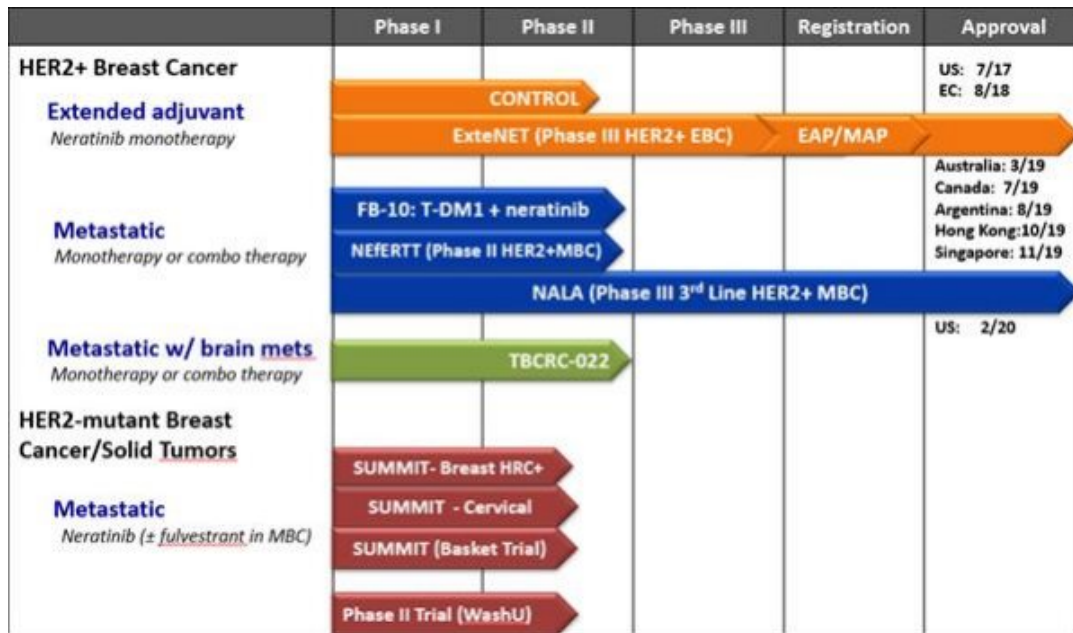 Phase I Phase II Phase III Registration Approval
HER2+ Breast Cancer
US: 7/17
EC: 8/18
CONTROL
Extended adjuvant
Neratinib monotherapy
ExteNET (Phase III HER2+ EBC) EAP/MAP
Australia: 3/19
Canada: 7/19
Argentina: 8/19
Hong Kong:10/19
Singapore: 11/19
FB-10: T-DM1 + neratinib
Metastatic
Monotherapy or combo therapy
NEfERTT (Phase II HER2+MBC)
NALA (Phase III 3rd Line HER2+ MBC)
US: 2/20
Metastatic w/ brain mets
Monotherapy or combo therapy
TBCRC-022
HER2-mutant Breast
Cancer/Solid Tumors
SUMMIT- Breast HRC+
Metastatic
Neratinib (± fulvestrant in MBC)
SUMMIT - Cervical
SUMMIT (Basket Trial)
Phase II Trial (WashU)